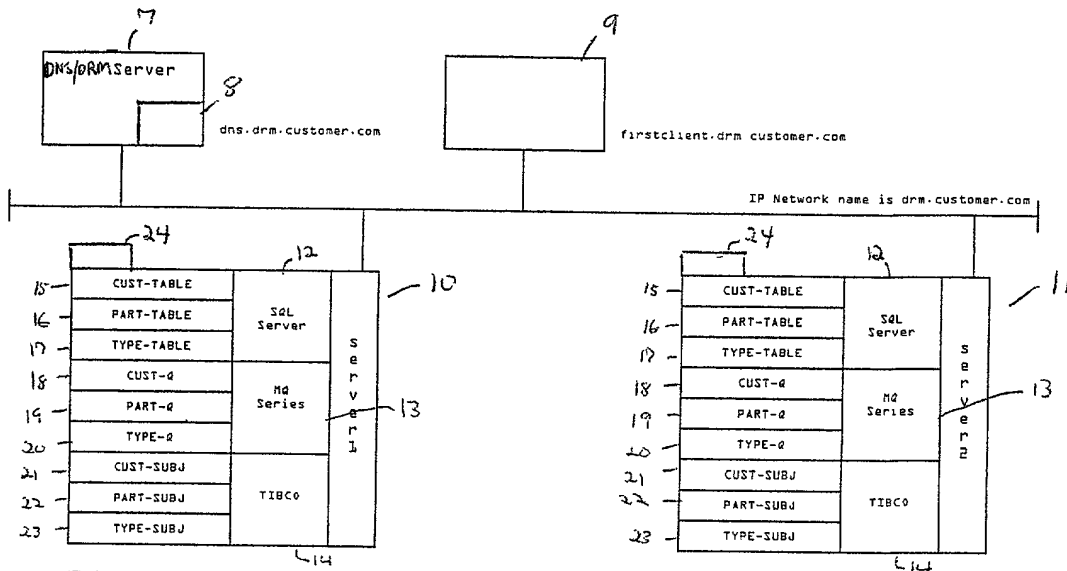 7
9
DNS/DRM Server
8
dns.drm.customer.com
firstclient.drm customer.com
IP Network name is drm.customer.com
24
12
10
15
CUST-TABLE
16
PART-TABLE
17
TYPE-TABLE
18
CUST-Q
19
PART-Q
20
TYPE-Q
21
CUST-SUBJ
22
PART-SUBJ
23
TYPE-SUBJ
SQL
Server
MQ
Series
13
TIBCO
14
server1
24
12
11
15
CUST-TABLE
16
PART-TABLE
17
TYPE-TABLE
18
CUST-Q
19
PART-Q
20
TYPE-Q
21
CUST-SUBJ
22
PART-SUBJ
23
TYPE-SUBJ
SQL
Server
MQ
Series
13
TIBCO
14
server2